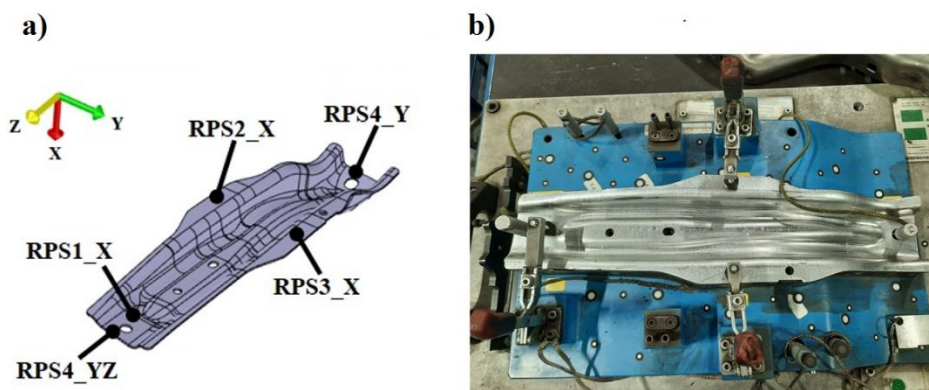 a)
b)
Z
X
Y
RPS2_X
RPS4_Y
RPS1_X
RPS3_X
RPS4_YZ